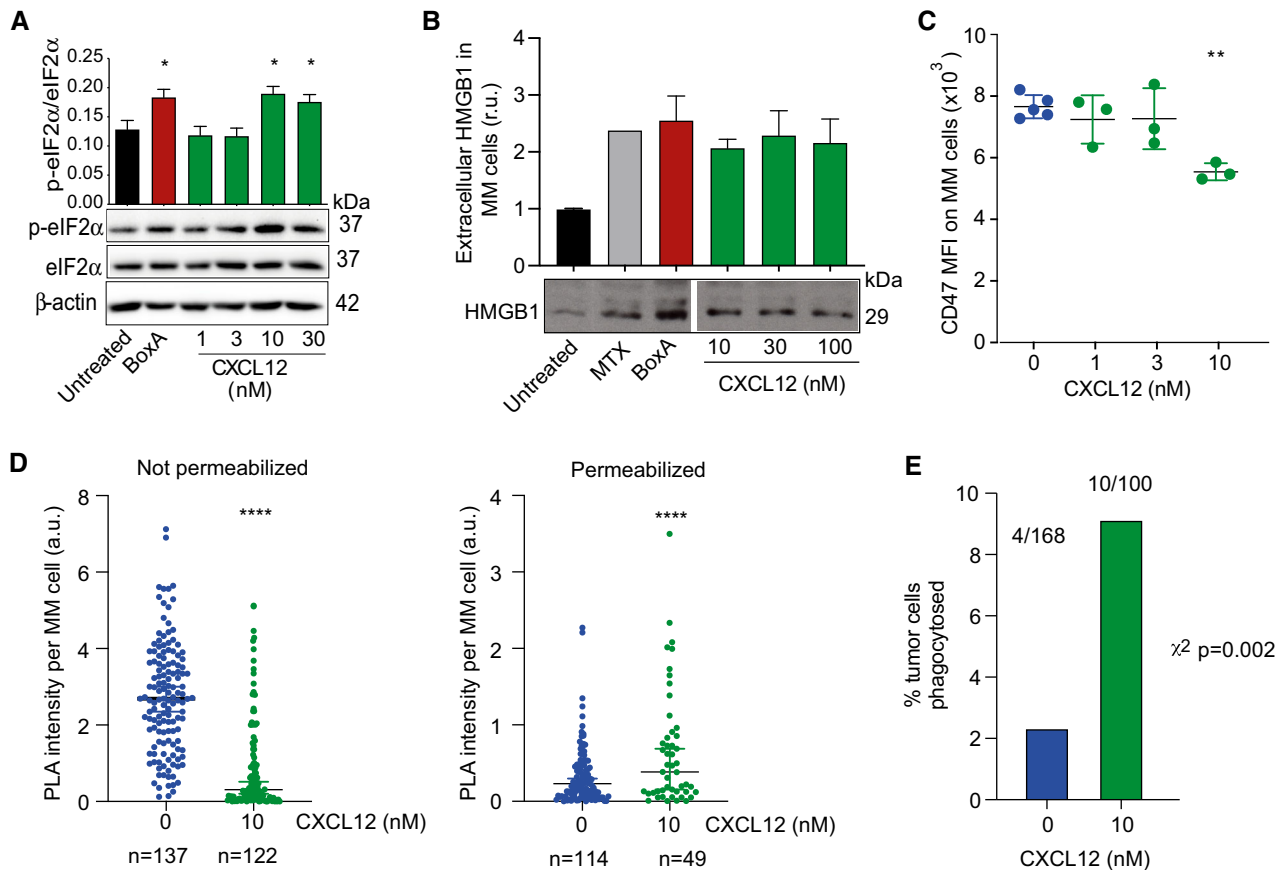 A
p-eIF2α/eIF2α
0.25
0.20
0.15
0.10
0.05
0.00
*
*
*
kDa
p-eIF2α
37
eIF2α
37
β-actin
42
Untreated
BoxA
1
3
10
30
CXCL12
(nM)
B
Extracellular HMGB1 in
MM cells (r.u.)
4
3
2
1
0
kDa
HMGB1
29
Untreated
MTX
BoxA
10
30
100
CXCL12 (nM)
C
CD47 MFI on MM cells (x10³)
10
8
6
4
2
0
**
0
1
3
10
CXCL12 (nM)
D
Not permeabilized
PLA intensity per MM cell (a.u.)
8
6
4
2
0
****
0
10
CXCL12 (nM)
n=137
n=122
Permeabilized
PLA intensity per MM cell (a.u.)
4
3
2
1
0
****
0
10
CXCL12 (nM)
n=114
n=49
E
% tumor cells
phagocytosed
10
8
6
4
2
0
4/168
10/100
χ2 p=0.002
0
10
CXCL12 (nM)